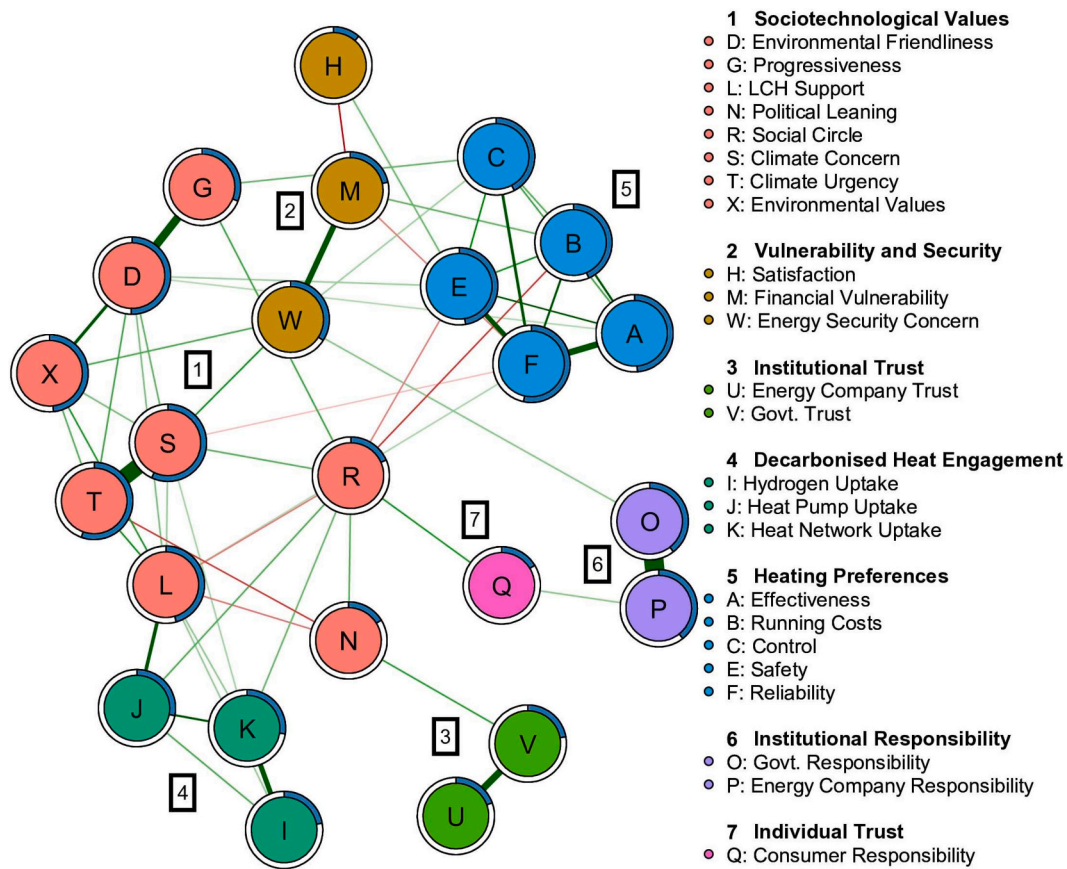 H
C
G
M
5
B
2
D
E
A
W
F
X
1
S
R
T
7
O
L
Q
6
P
N
J
K
V
3
4
U
I
1 Sociotechnological Values
D: Environmental Friendliness
G: Progressiveness
L: LCH Support
N: Political Leaning
R: Social Circle
S: Climate Concern
T: Climate Urgency
X: Environmental Values
2 Vulnerability and Security
H: Satisfaction
M: Financial Vulnerability
W: Energy Security Concern
3 Institutional Trust
U: Energy Company Trust
V: Govt. Trust
4 Decarbonised Heat Engagement
I: Hydrogen Uptake
J: Heat Pump Uptake
K: Heat Network Uptake
5 Heating Preferences
A: Effectiveness
B: Running Costs
C: Control
E: Safety
F: Reliability
6 Institutional Responsibility
O: Govt. Responsibility
P: Energy Company Responsibility
7 Individual Trust
Q: Consumer Responsibility